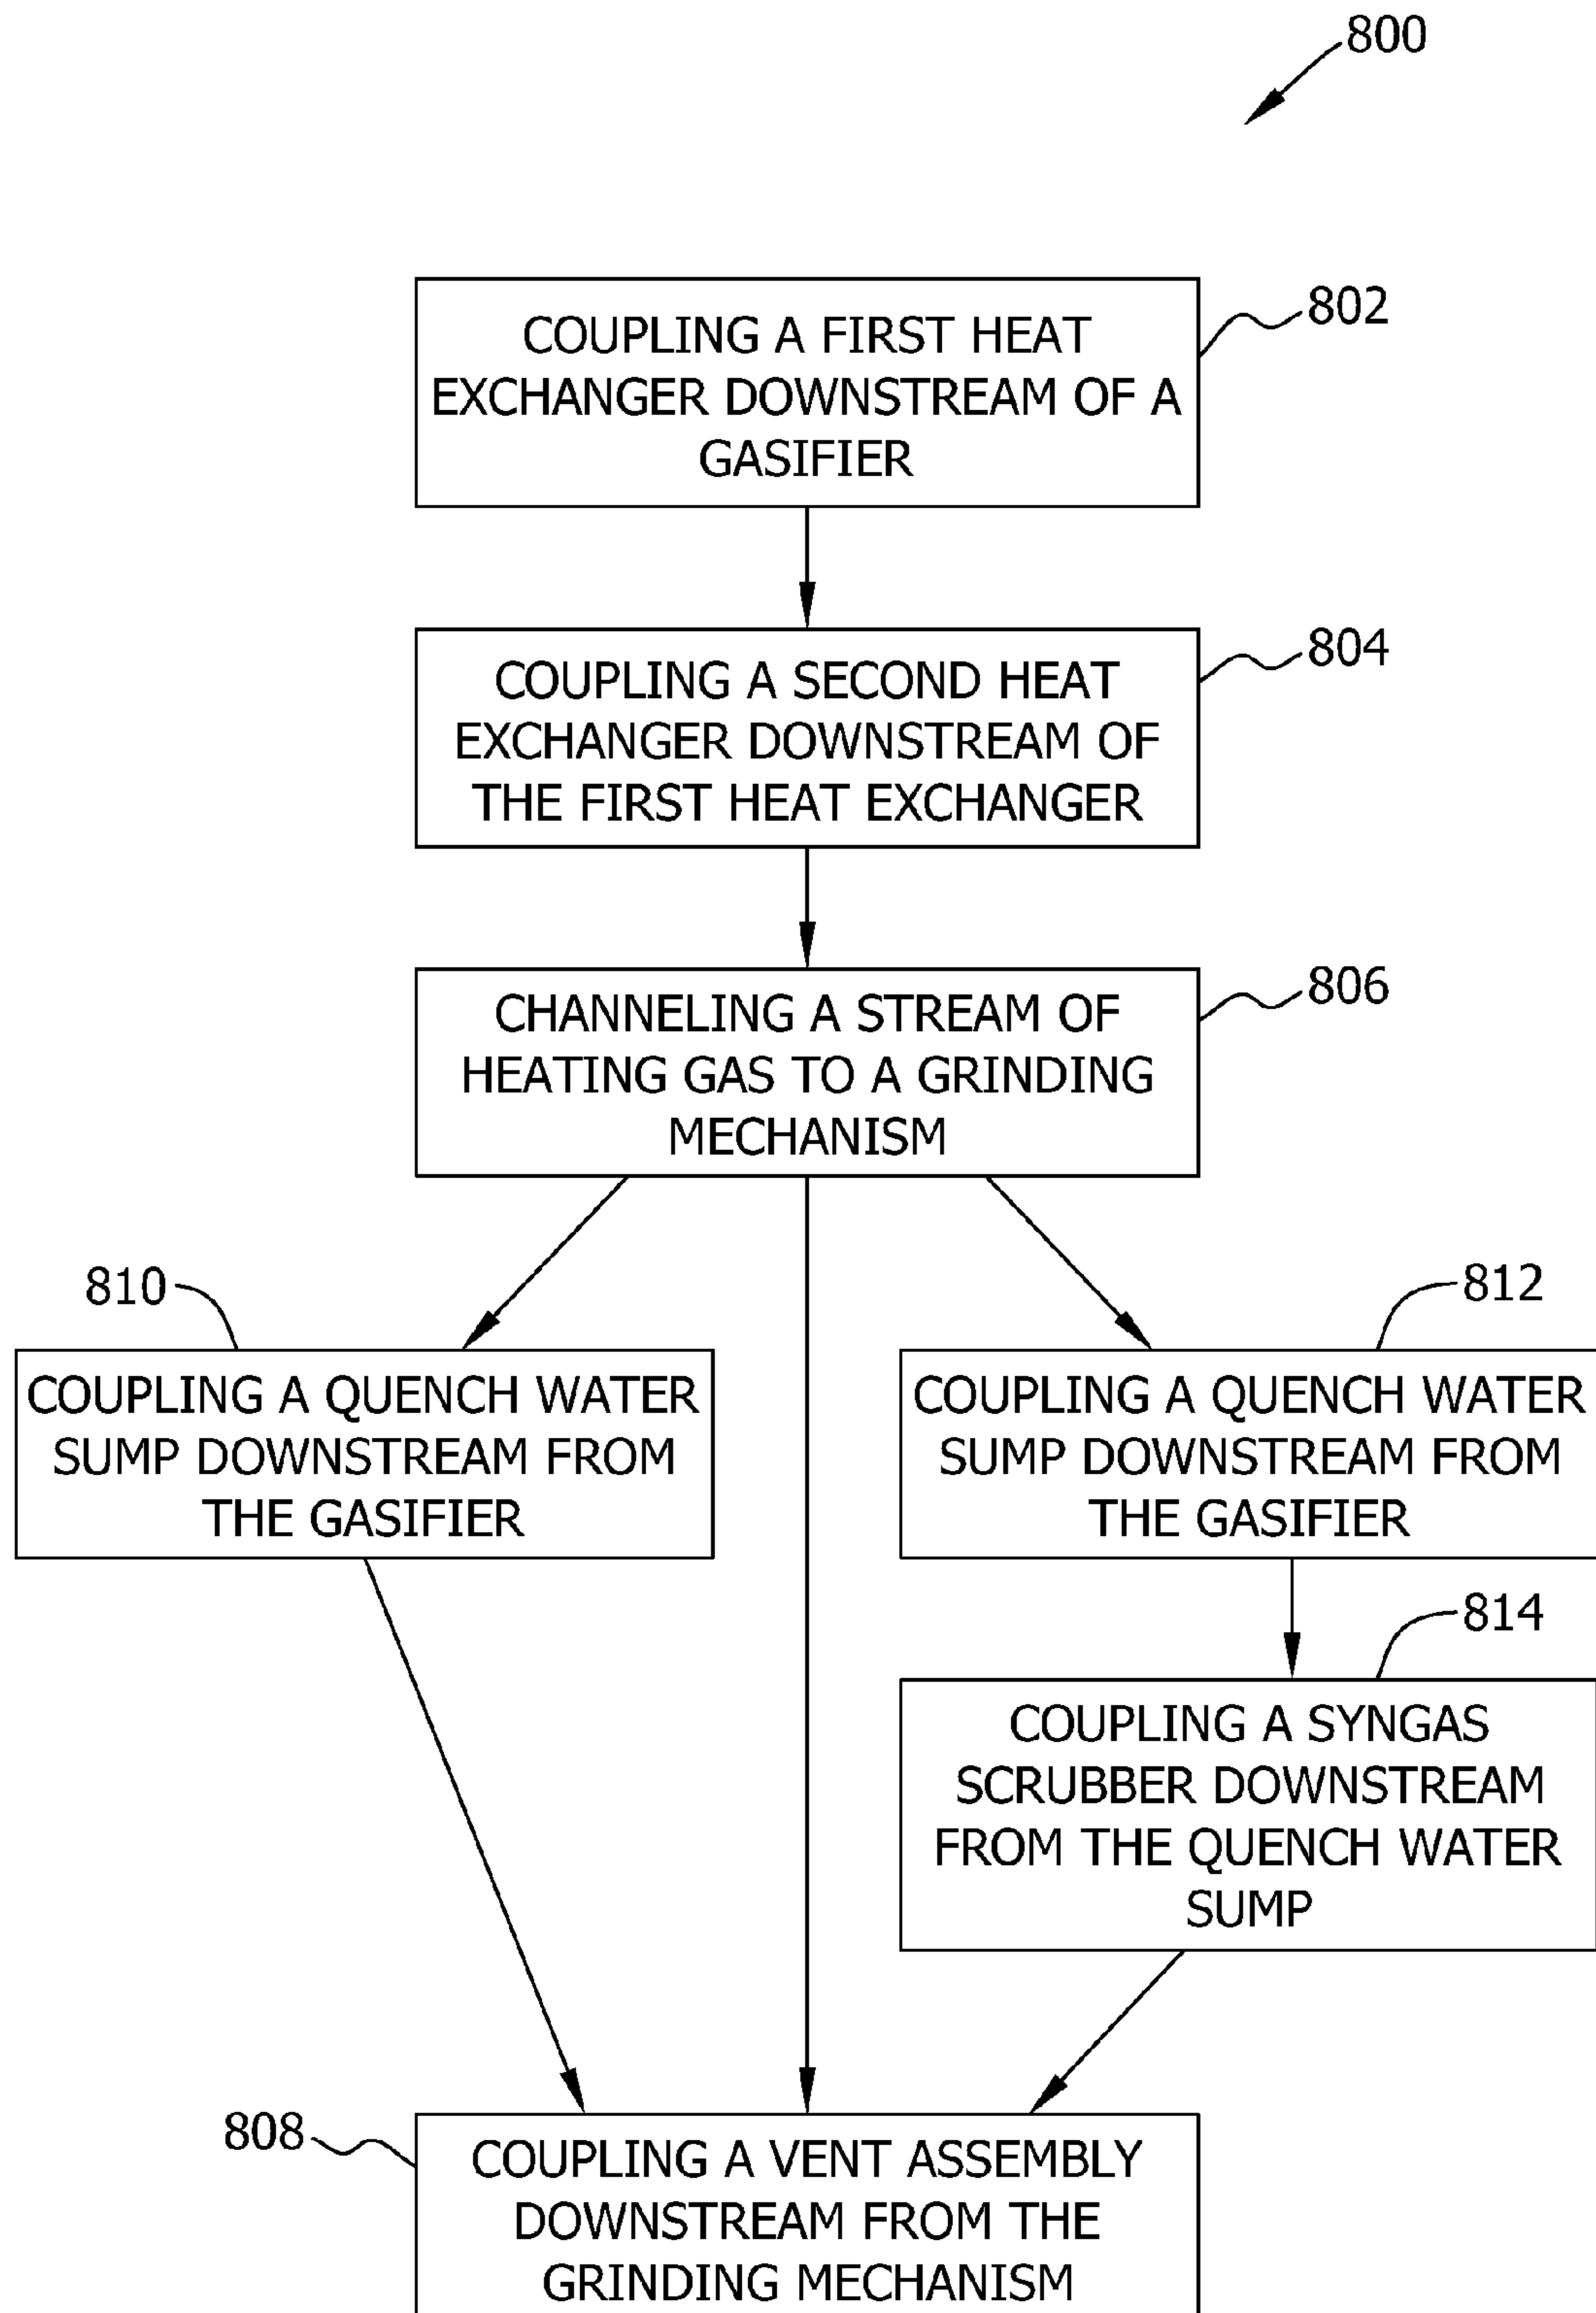 800
COUPLING A FIRST HEAT
EXCHANGER DOWNSTREAM OF A
GASIFIER
802
COUPLING A SECOND HEAT
EXCHANGER DOWNSTREAM OF
THE FIRST HEAT EXCHANGER
804
CHANNELING A STREAM OF
HEATING GAS TO A GRINDING
MECHANISM
806
810
COUPLING A QUENCH WATER
SUMP DOWNSTREAM FROM
THE GASIFIER
812
COUPLING A QUENCH WATER
SUMP DOWNSTREAM FROM
THE GASIFIER
814
COUPLING A SYNGAS
SCRUBBER DOWNSTREAM
FROM THE QUENCH WATER
SUMP
808
COUPLING A VENT ASSEMBLY
DOWNSTREAM FROM THE
GRINDING MECHANISM